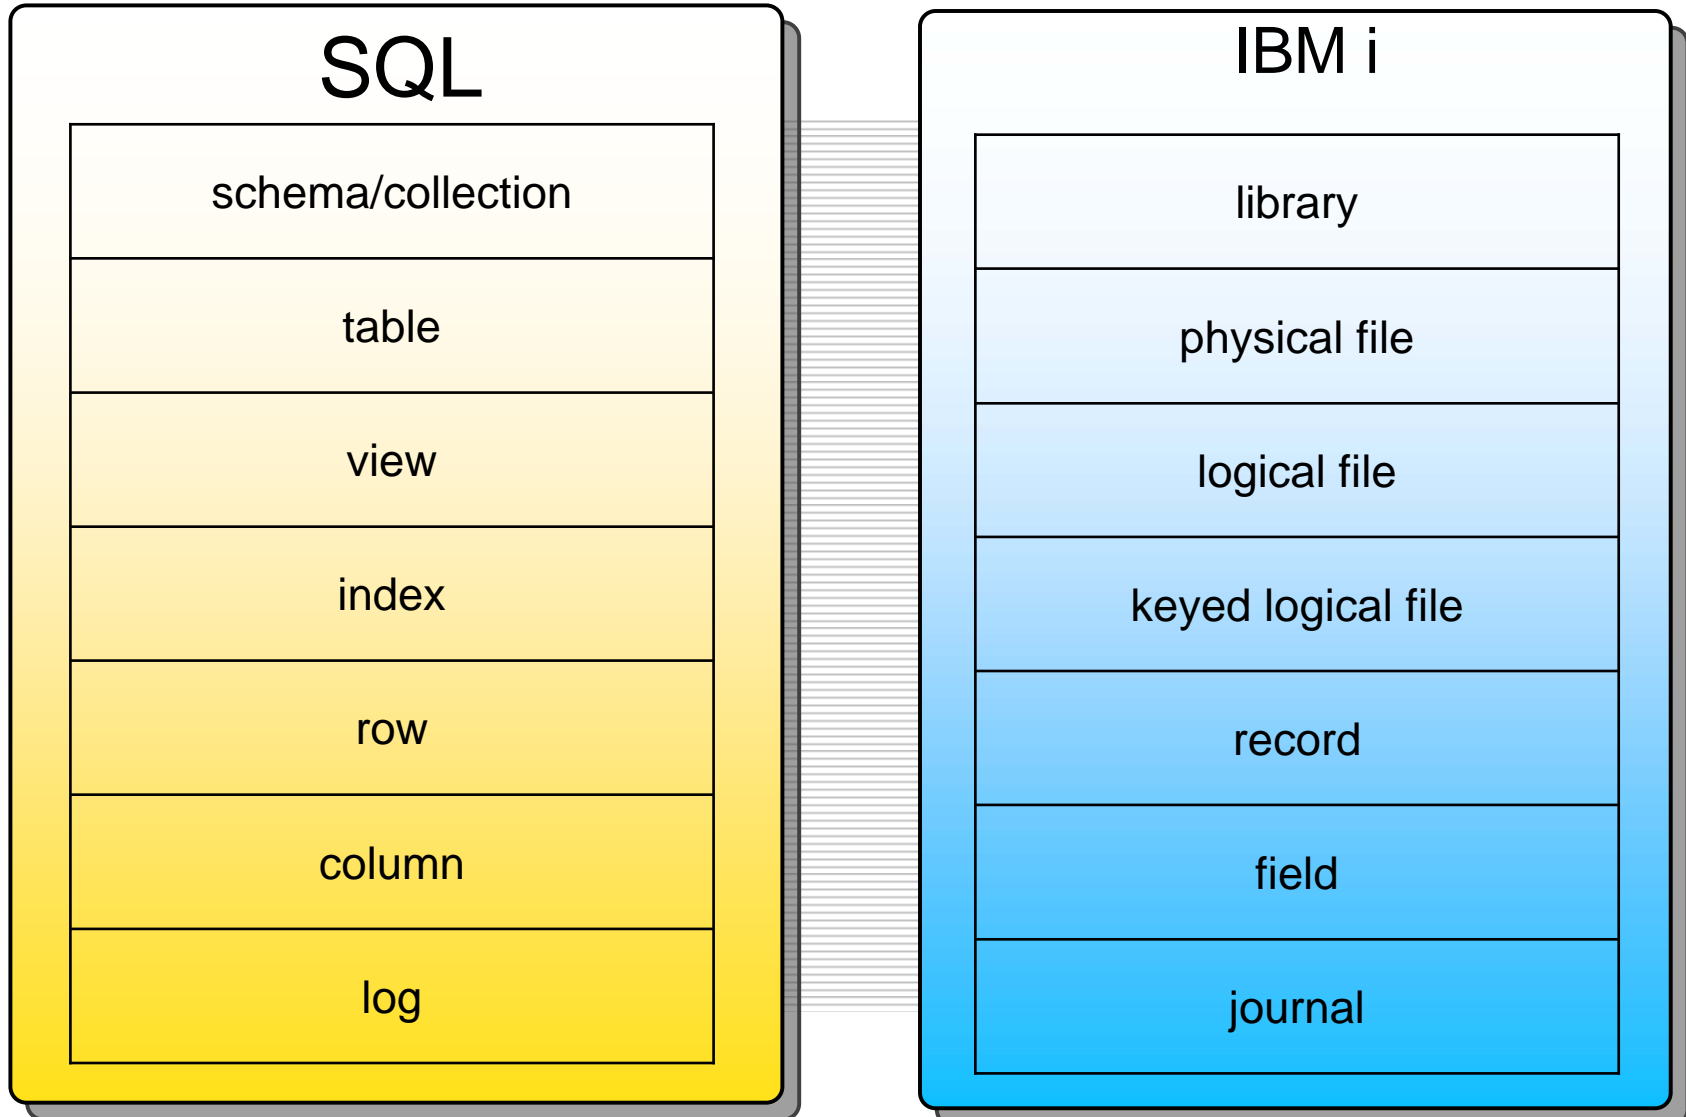 SQL
schema/collection
table
view
index
row
column
log
IBM i
library
physical file
logical file
keyed logical file
record
field
journal